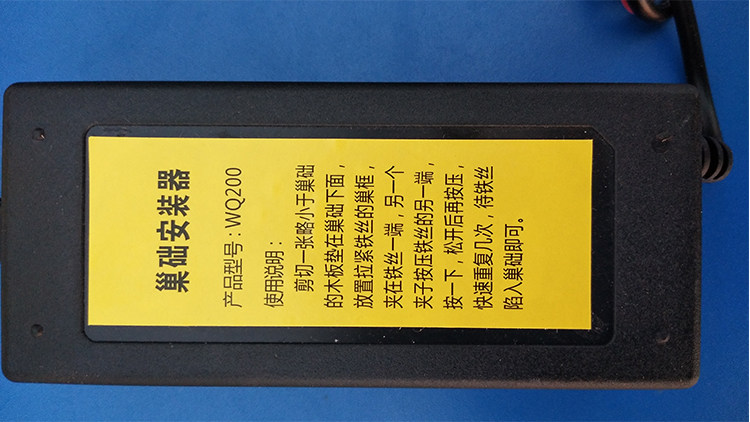 巢础安装器
产品型号：WQ200
使用说明：
剪切一张略小于巢础
的木板垫在巢础下面，
放置拉紧铁丝的巢框，
夹在铁丝一端，另一个
夹子按压铁丝的另一端，
按一下，松开后再按压，
快速重复几次，待铁丝
陷入巢础即可。